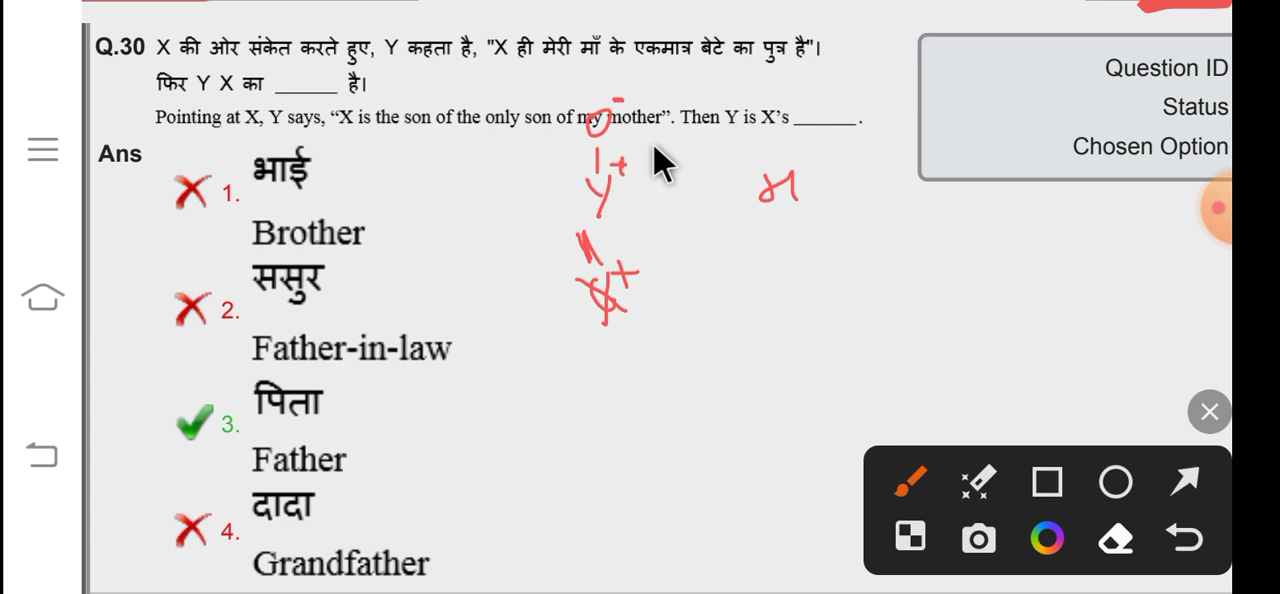 Q.30 X की ओर संकेत करते हुए, Y कहता है, "X ही मेरी माँ के एकमात्र बेटे का पुत्र है"।
फिर Y X का ______ है।
Pointing at X, Y says, “X is the son of the only son of my mother”. Then Y is X’s ______.
Question ID
Status
Chosen Option
Ans
1. भाई
Brother
2. ससुर
Father-in-law
3. पिता
Father
4. दादा
Grandfather
Y
X